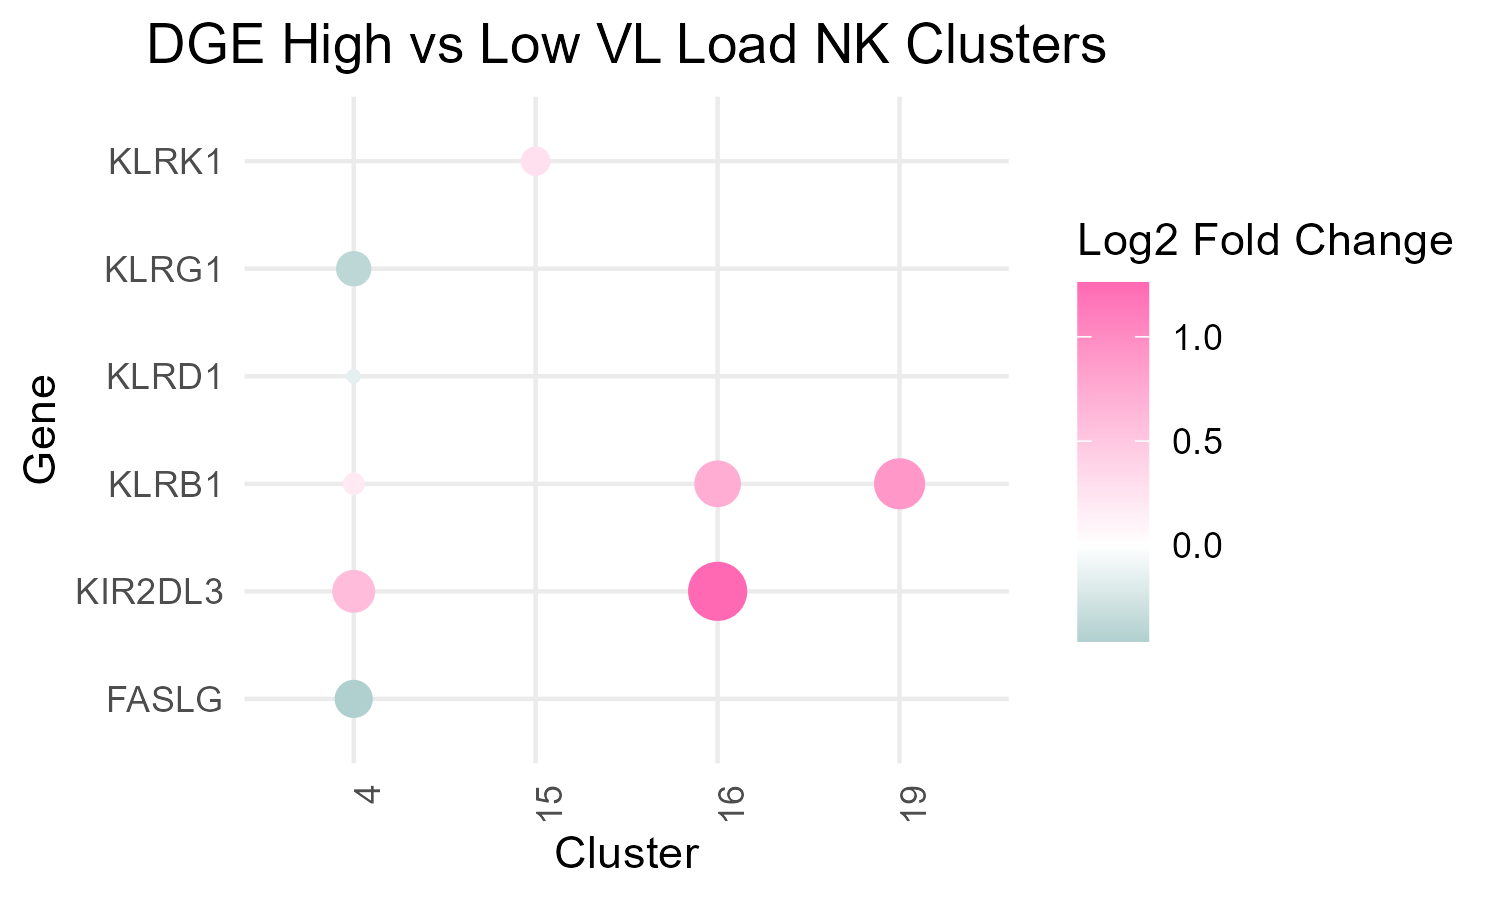 DGE High vs Low VL Load NK Clusters
Gene
KLRK1
KLRG1
KLRD1
KLRB1
KIR2DL3
FASLG
4
15
16
19
Cluster
Log2 Fold Change
1.0
0.5
0.0